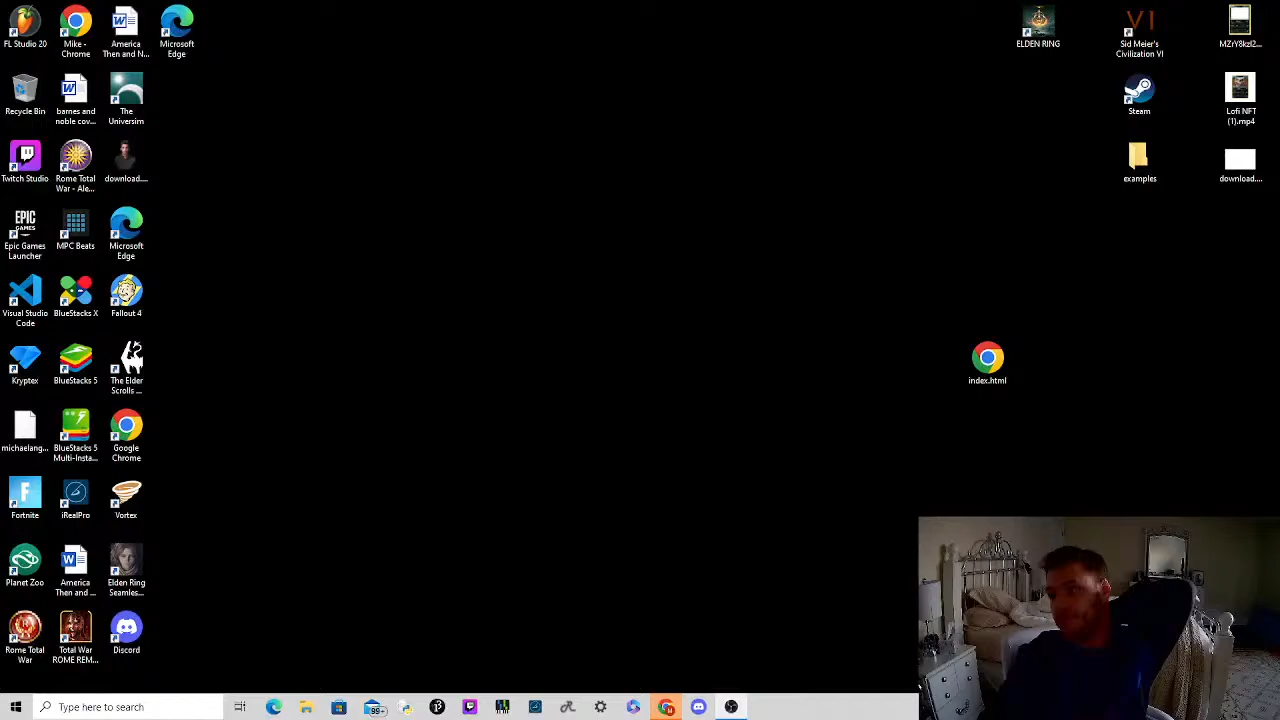 FL Studio 20
Mike -
Chrome
America
Then and N...
Microsoft
Edge
ELDEN RING
VI
Sid Meier's
Civilization VI
MZrY8kzl2...
Recycle Bin
barnes and
noble cov...
The
Universim
Steam
Lofi NFT
(1).mp4
Twitch Studio
Rome Total
War - Ale...
download....
examples
download....
EPIC
GAMES
Epic Games
Launcher
MPC Beats
Microsoft
Edge
Visual Studio
Code
BlueStacks X
Fallout 4
Kryptex
BlueStacks 5
The Elder
Scrolls ...
index.html
michaelang...
BlueStacks 5
Multi-Insta...
Google
Chrome
Fortnite
iRealPro
Vortex
Planet Zoo
America
Then and ...
Elden Ring
Seamles...
Rome Total
War
Total War
ROME REM...
Discord
Type here to search
99+